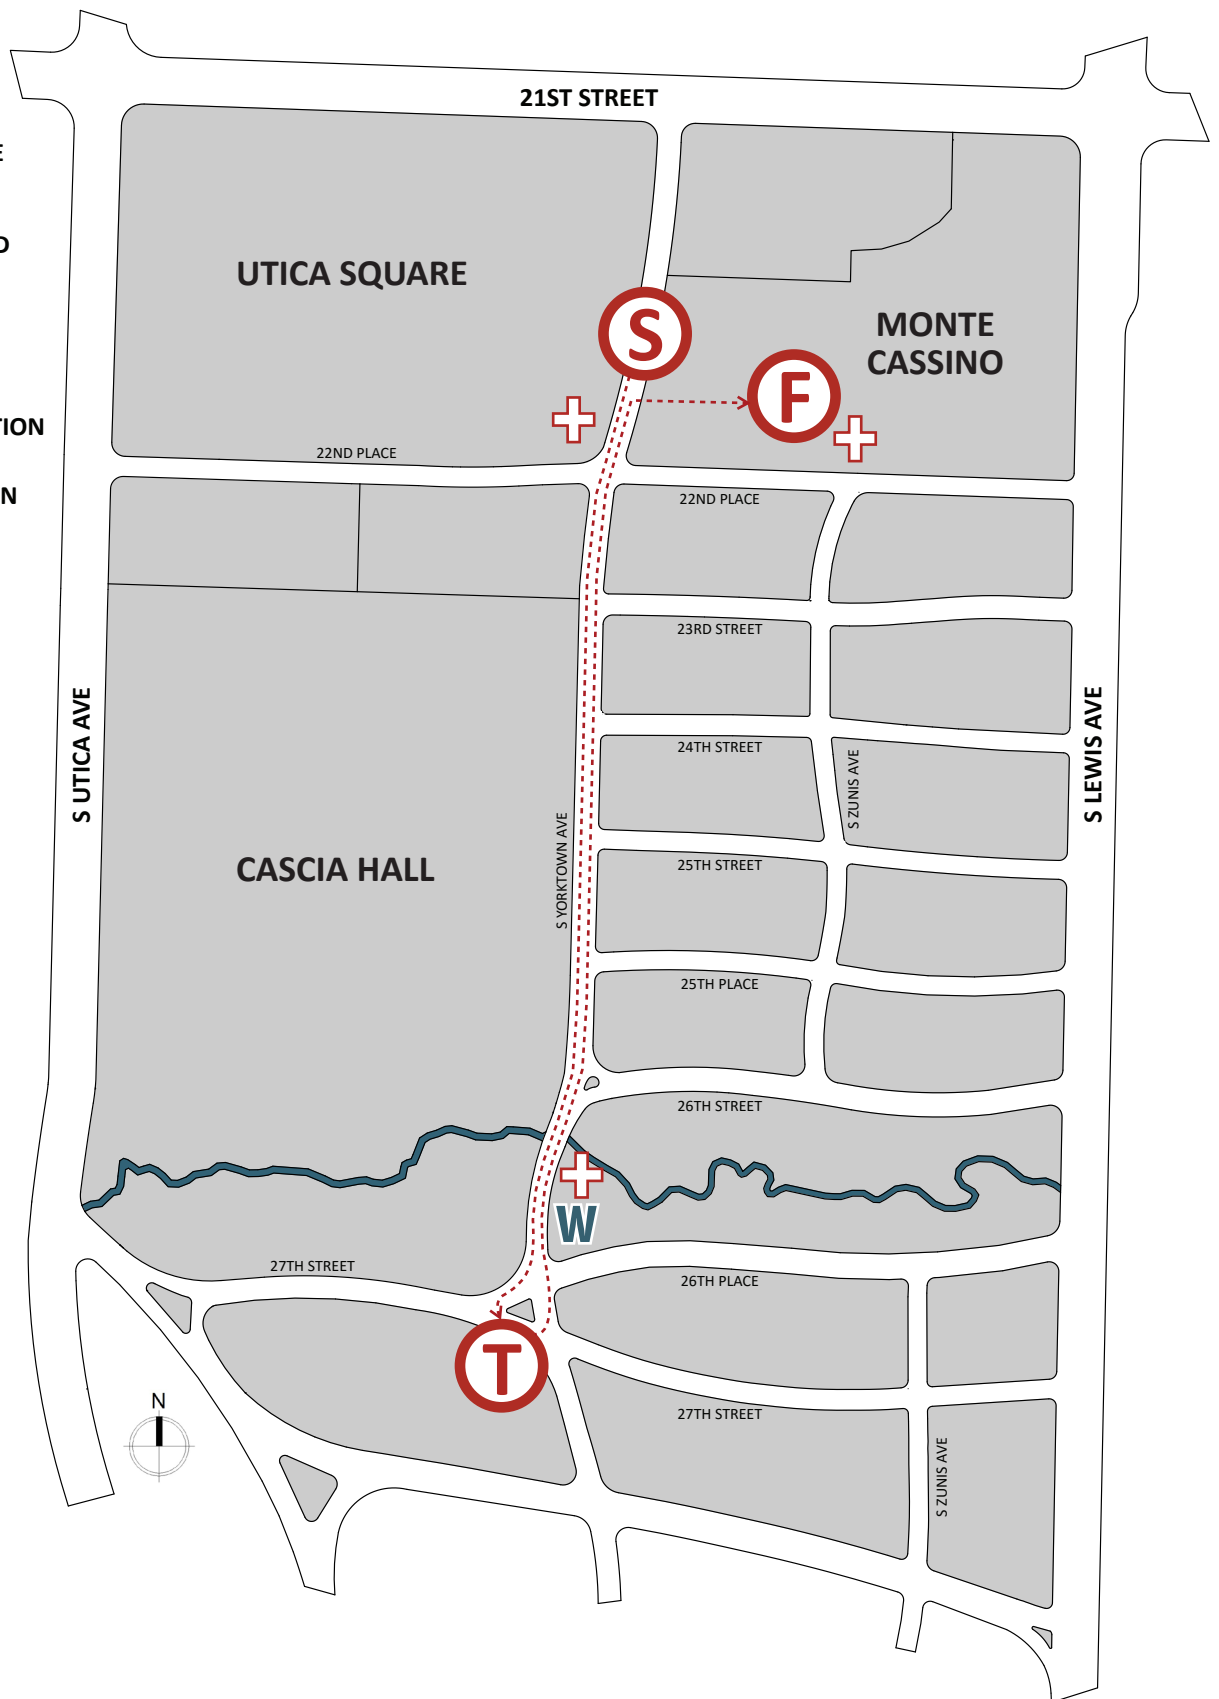 21ST STREET
E
D
UTICA SQUARE
S
MONTE
CASSINO
F
TION
22ND PLACE
N
22ND PLACE
23RD STREET
S UTICA AVE
24TH STREET
S ZUNIS AVE
S LEWIS AVE
S YORKTOWN AVE
CASCIA HALL
25TH STREET
25TH PLACE
26TH STREET
W
27TH STREET
26TH PLACE
T
N
27TH STREET
S ZUNIS AVE